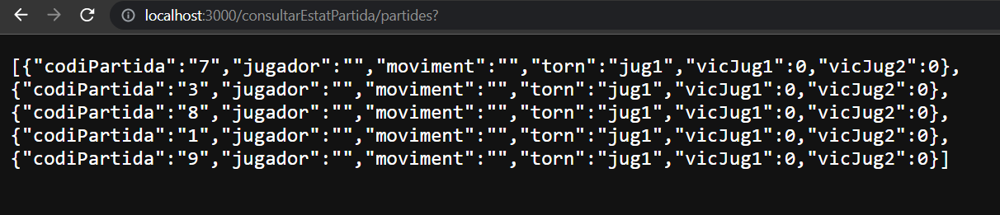 localhost:3000/consultarEstatPartida/partides?
[{"codiPartida":"7","jugador":"","moviment":"","torn":"jug1","vicJug1":0,"vicJug2":0},
{"codiPartida":"3","jugador":"","moviment":"","torn":"jug1","vicJug1":0,"vicJug2":0},
{"codiPartida":"8","jugador":"","moviment":"","torn":"jug1","vicJug1":0,"vicJug2":0},
{"codiPartida":"1","jugador":"","moviment":"","torn":"jug1","vicJug1":0,"vicJug2":0},
{"codiPartida":"9","jugador":"","moviment":"","torn":"jug1","vicJug1":0,"vicJug2":0}]